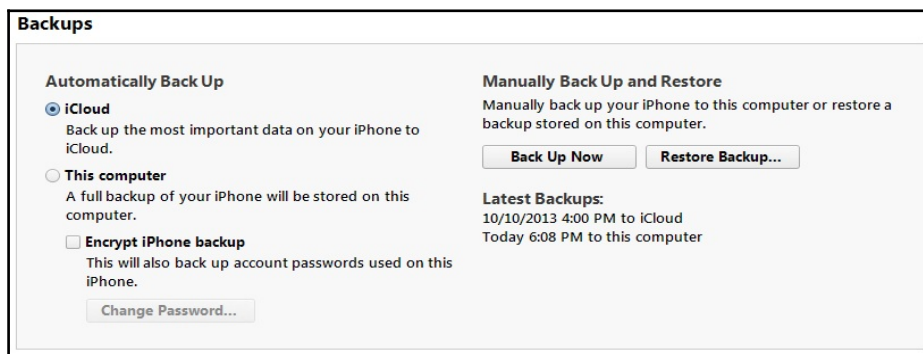 Backups
Automatically Back Up
iCloud
Back up the most important data on your iPhone to
iCloud.
This computer
A full backup of your iPhone will be stored on this
computer.
Encrypt iPhone backup
This will also back up account passwords used on this
iPhone.
Change Password...
Manually Back Up and Restore
Manually back up your iPhone to this computer or restore a
backup stored on this computer.
Back Up Now
Restore Backup...
Latest Backups:
10/10/2013 4:00 PM to iCloud
Today 6:08 PM to this computer